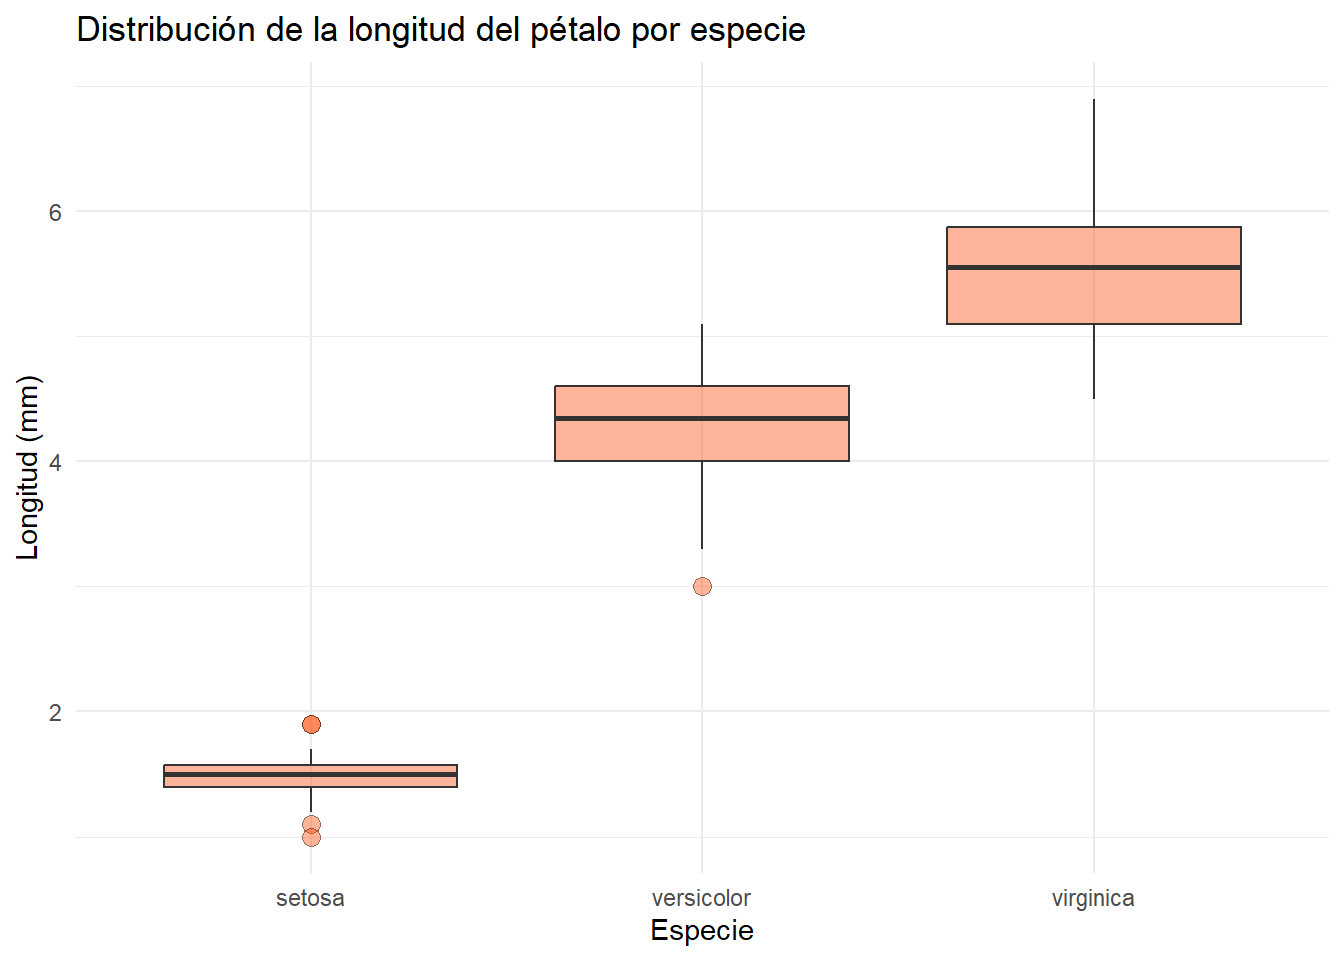 Distribución de la longitud del pétalo por especie
Longitud (mm)
6
4
2
setosa
versicolor
virginica
Especie